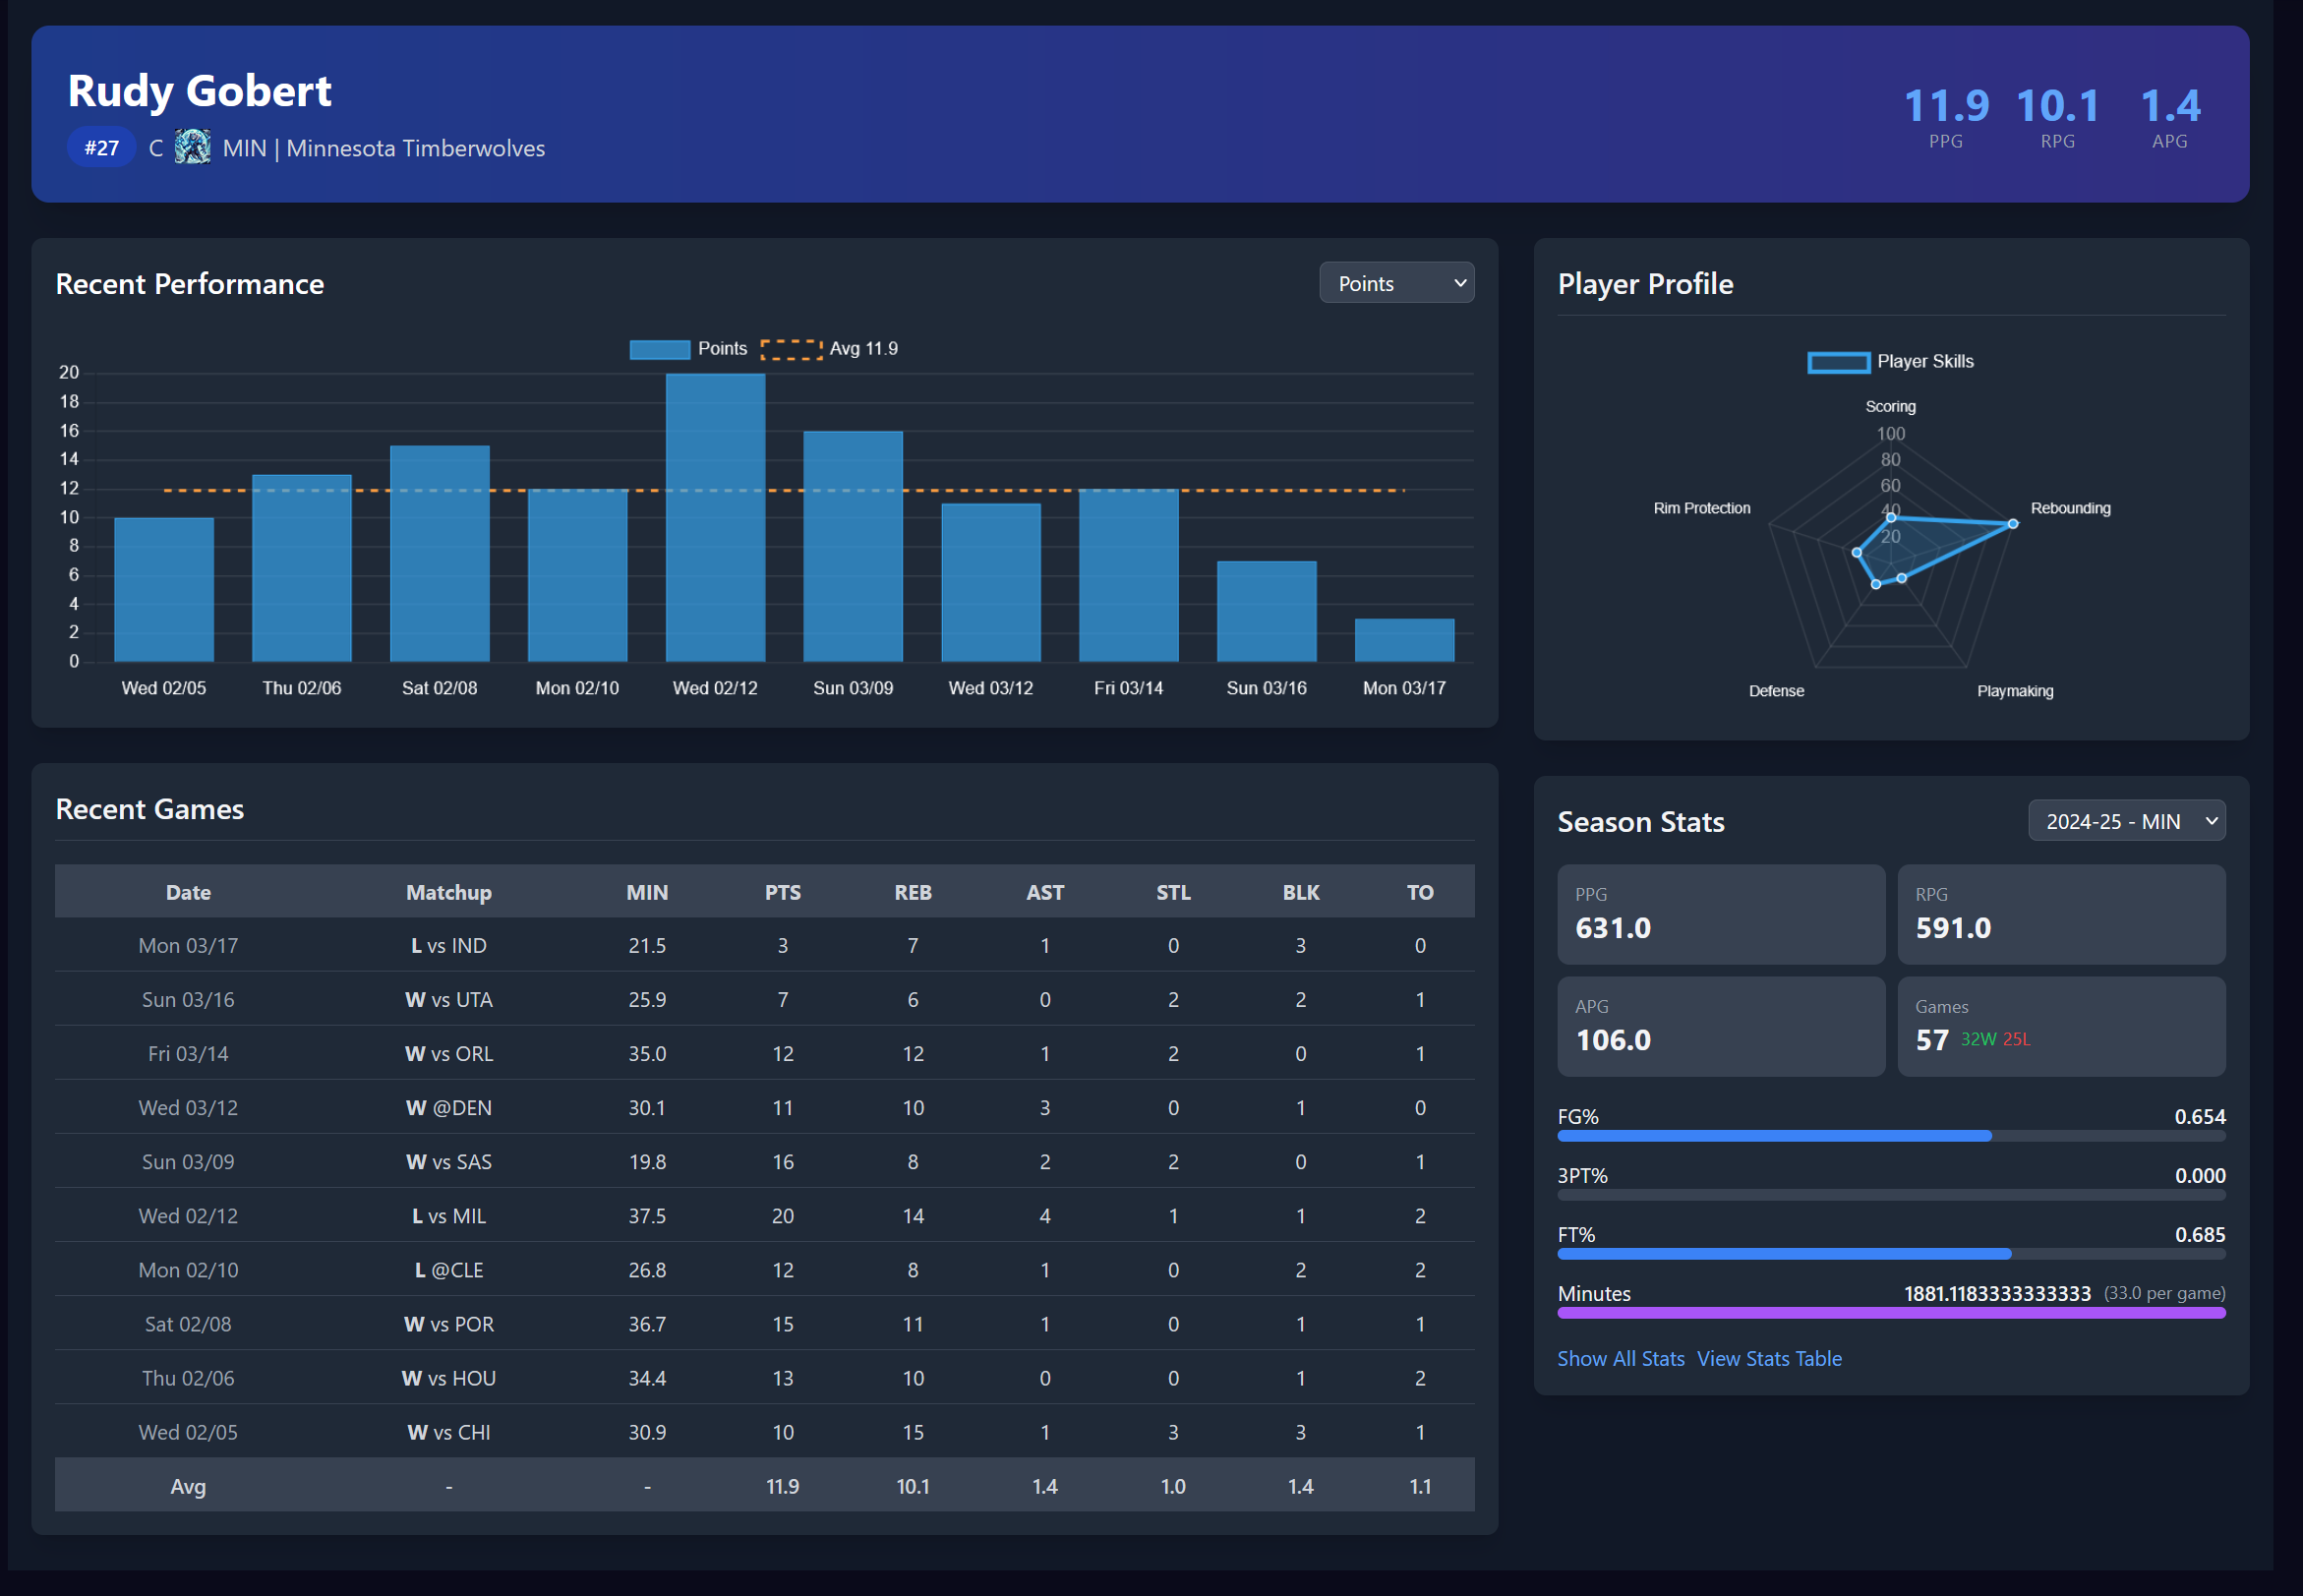 Rudy Gobert
#27 C MIN | Minnesota Timberwolves
11.9 10.1 1.4
PPG RPG APG
Recent Performance
Points
Points Avg 11.9
20
18
16
14
12
10
8
6
4
2
0
Wed 02/05 Thu 02/06 Sat 02/08 Mon 02/10 Wed 02/12 Sun 03/09 Wed 03/12 Fri 03/14 Sun 03/16 Mon 03/17
Player Profile
Player Skills
Scoring
100
80
60
40
20
Rim Protection Rebounding
Defense Playmaking
Recent Games
Date Matchup MIN PTS REB AST STL BLK TO
Mon 03/17 L vs IND 21.5 3 7 1 0 3 0
Sun 03/16 W vs UTA 25.9 7 6 0 2 2 1
Fri 03/14 W vs ORL 35.0 12 12 1 2 0 1
Wed 03/12 W @DEN 30.1 11 10 3 0 1 0
Sun 03/09 W vs SAS 19.8 16 8 2 2 0 1
Wed 02/12 L vs MIL 37.5 20 14 4 1 1 2
Mon 02/10 L @CLE 26.8 12 8 1 0 2 2
Sat 02/08 W vs POR 36.7 15 11 1 0 1 1
Thu 02/06 W vs HOU 34.4 13 10 0 0 1 2
Wed 02/05 W vs CHI 30.9 10 15 1 3 3 1
Avg - - 11.9 10.1 1.4 1.0 1.4 1.1
Season Stats
2024-25 - MIN
PPG
631.0
RPG
591.0
APG
106.0
Games
57 32W 25L
FG% 0.654
3PT% 0.000
FT% 0.685
Minutes 1881.1183333333333 (33.0 per game)
Show All Stats View Stats Table